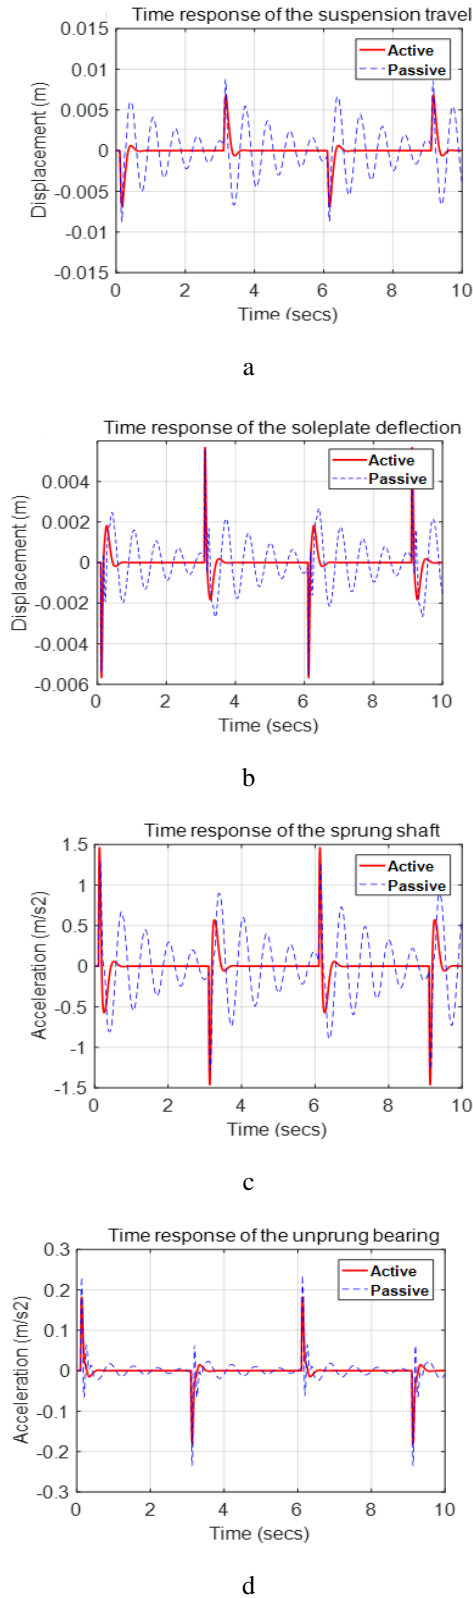 Time response of the suspension travel
0.015
0.01
0.005
0
-0.005
-0.01
-0.015
Displacement (m)
Active
Passive
0 2 4 6 8 10
Time (secs)
a
Time response of the soleplate deflection
0.004
0.002
0
-0.002
-0.004
-0.006
Displacement (m)
Active
Passive
0 2 4 6 8 10
Time (secs)
b
Time response of the sprung shaft
1.5
1
0.5
0
-0.5
-1
-1.5
Acceleration (m/s2)
Active
Passive
0 2 4 6 8 10
Time (secs)
c
Time response of the unprung bearing
0.3
0.2
0.1
0
-0.1
-0.2
-0.3
Acceleration (m/s2)
Active
Passive
0 2 4 6 8 10
Time (secs)
d